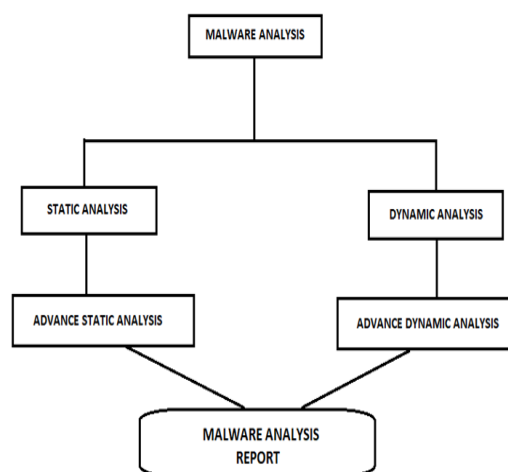 MALWARE ANALYSIS
STATIC ANALYSIS
DYNAMIC ANALYSIS
ADVANCE STATIC ANALYSIS
ADVANCE DYNAMIC ANALYSIS
MALWARE ANALYSIS
REPORT